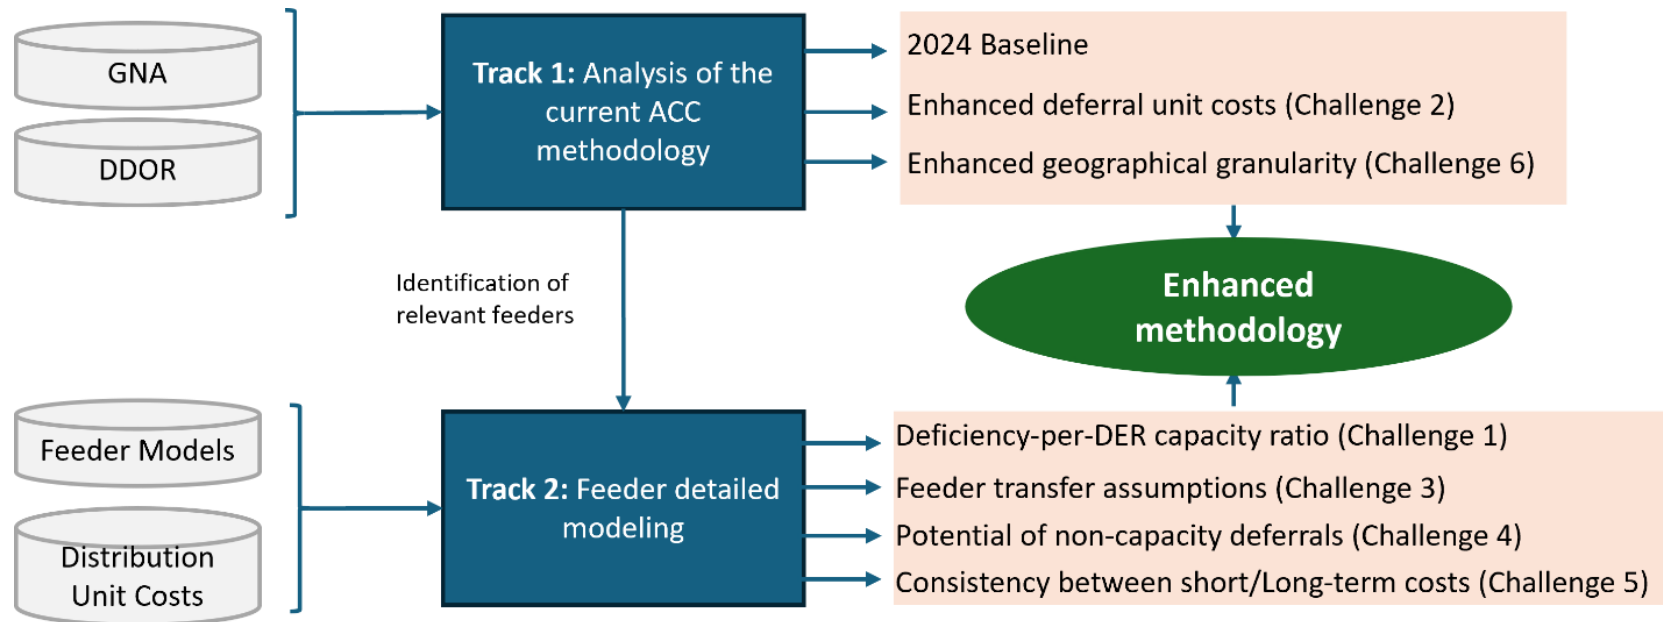 GNA
DDOR
Track 1: Analysis of the
current ACC
methodology
2024 Baseline
Enhanced deferral unit costs (Challenge 2)
Enhanced geographical granularity (Challenge 6)
Identification of
relevant feeders
Enhanced
methodology
Feeder Models
Distribution
Unit Costs
Track 2: Feeder detailed
modeling
Deficiency-per-DER capacity ratio (Challenge 1)
Feeder transfer assumptions (Challenge 3)
Potential of non-capacity deferrals (Challenge 4)
Consistency between short/Long-term costs (Challenge 5)